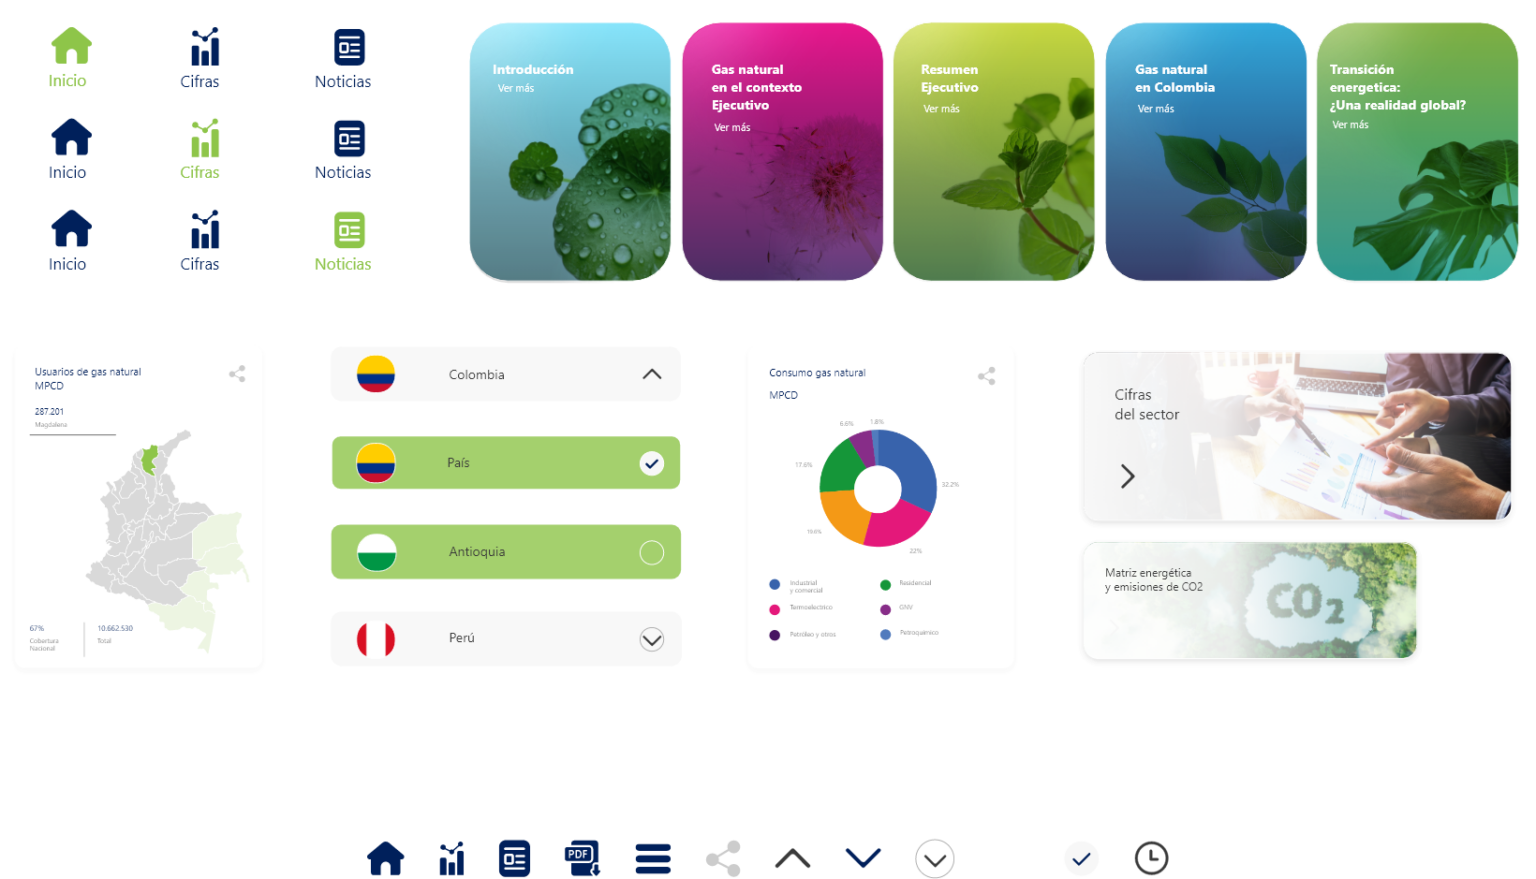 Inicio
Cifras
Noticias
Inicio
Cifras
Noticias
Inicio
Cifras
Noticias
Introducción
Ver más
Gas natural
en el contexto
Ejecutivo
Ver más
Resumen
Ejecutivo
Ver más
Gas natural
en Colombia
Ver más
Transición
energetica:
¿Una realidad global?
Ver más
Usuarios de gas natural
MPCD
287.201
Magdalena
67%
Cobertura
Nacional
10.662.530
Total
Colombia
País
Antioquia
Perú
Consumo gas natural
MPCD
6.6%
1.8%
17.8%
32.2%
19.6%
22%
Industrial
y comercial
Residencial
Termoelectrico
GNV
Petróleo y otros
Petroquimico
Cifras
del sector
Matriz energética
y emisiones de CO2
CO2
PDF